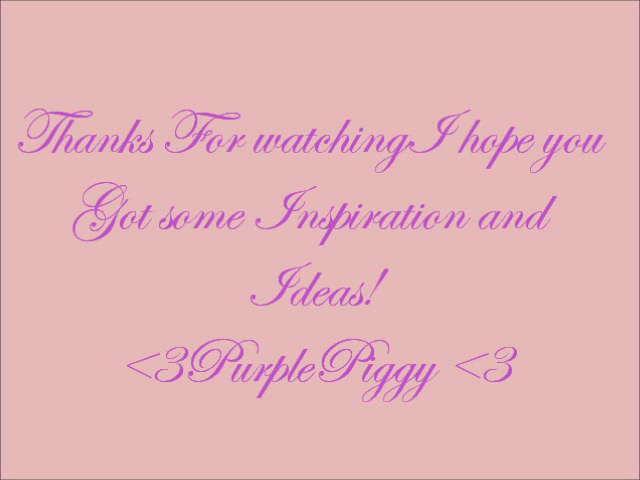 Thanks For watchingI hope you
Got some Inspiration and
Ideas!
<3PurplePiggy <3